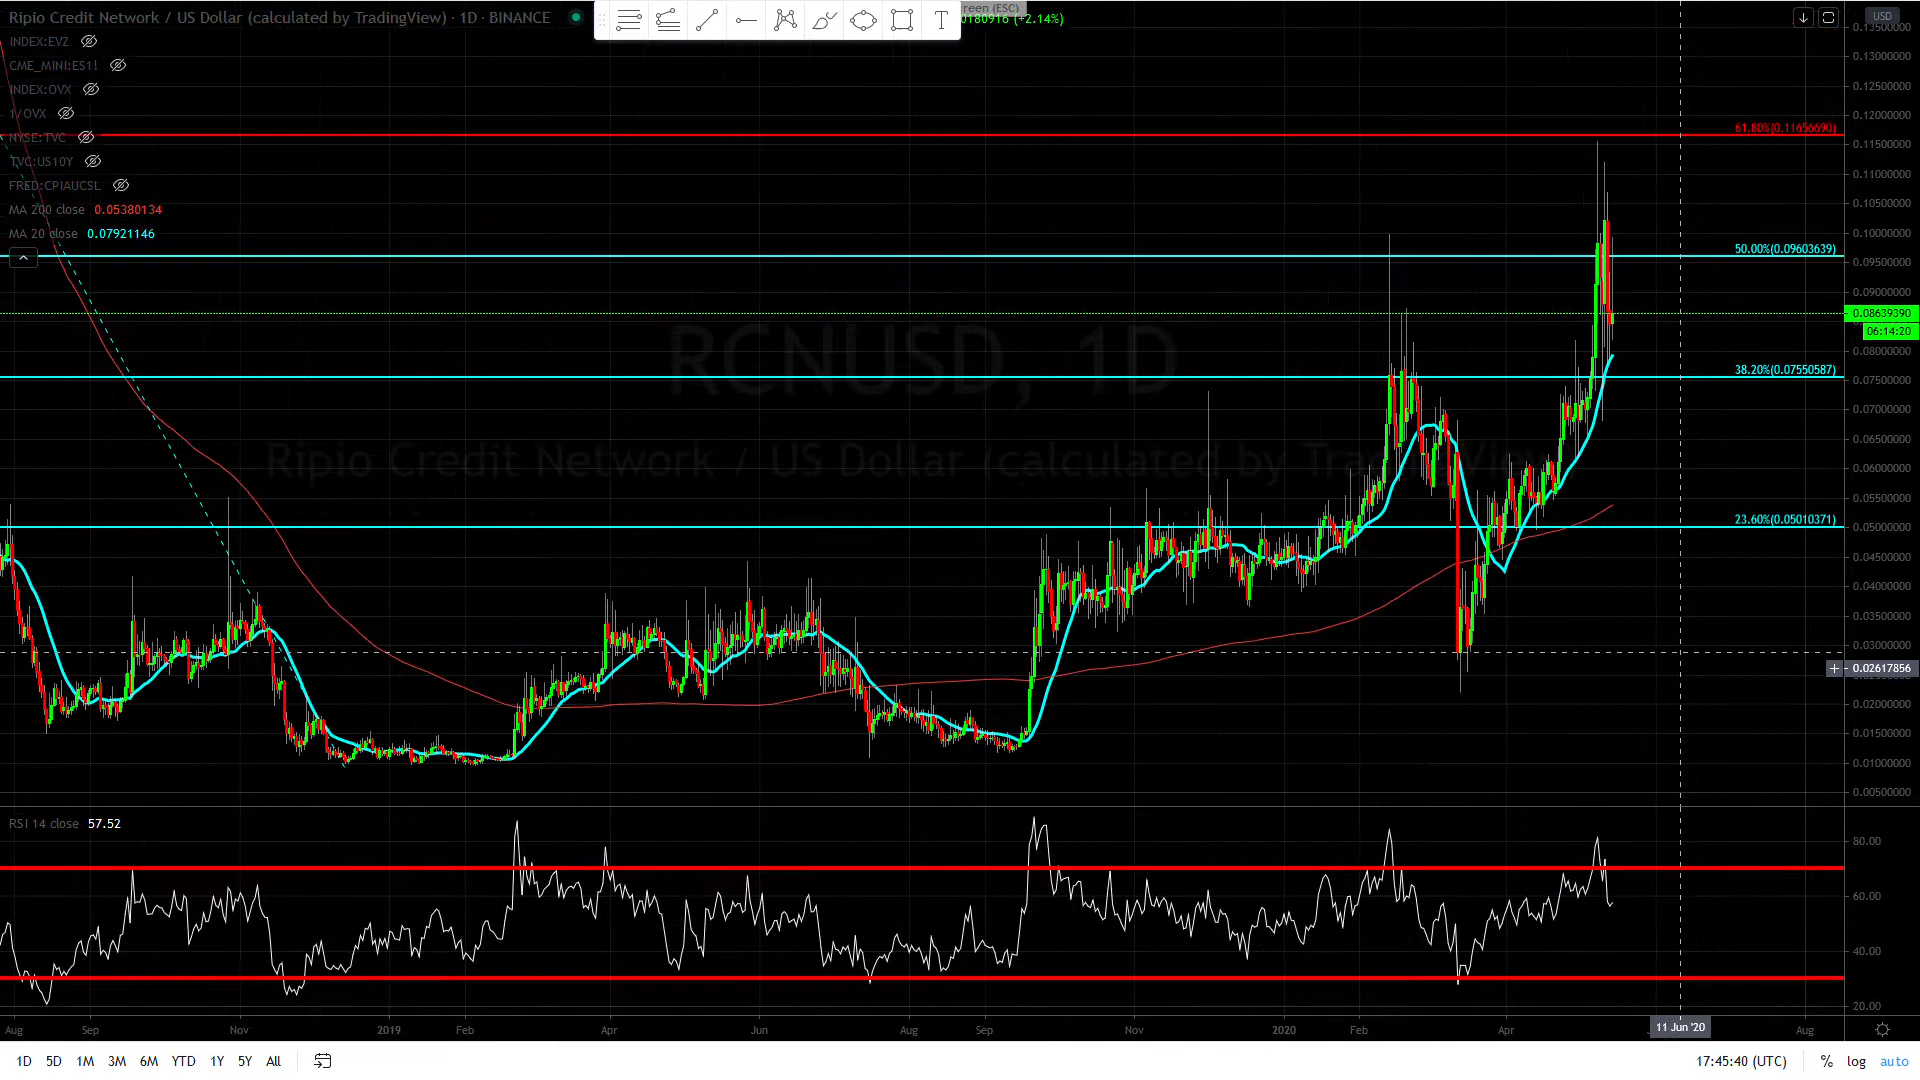 Ripio Credit Network / US Dollar (calculated by TradingView) · 1D · BINANCE
reen (ESC)
0180916 (+2.14%)
USD
INDEX:EVZ
CME_MINI:ES1!
INDEX:OVX
1/OVX
NYSE:TVC
TVC:US10Y
FRED:CPIAUCSL
MA 200 close 0.05380134
MA 20 close 0.07921146
T
61.80%(0.11656690)
50.00%(0.09603639)
38.20%(0.07550587)
23.60%(0.05010371)
RCNUSD, 1D
Ripio Credit Network / US Dollar (calculated by TradingView)
0.13500000
0.13000000
0.12500000
0.12000000
0.11500000
0.11000000
0.10500000
0.10000000
0.09500000
0.09000000
0.08639390
06:14:20
0.08000000
0.07500000
0.07000000
0.06500000
0.06000000
0.05500000
0.05000000
0.04500000
0.04000000
0.03500000
0.03000000
0.02617856
0.02000000
0.01500000
0.01000000
0.00500000
RSI 14 close 57.52
80.00
60.00
40.00
20.00
Aug Sep Nov 2019 Feb Apr Jun Aug Sep Nov 2020 Feb Apr 11 Jun '20 Aug
1D 5D 1M 3M 6M YTD 1Y 5Y All
17:45:40 (UTC) % log auto